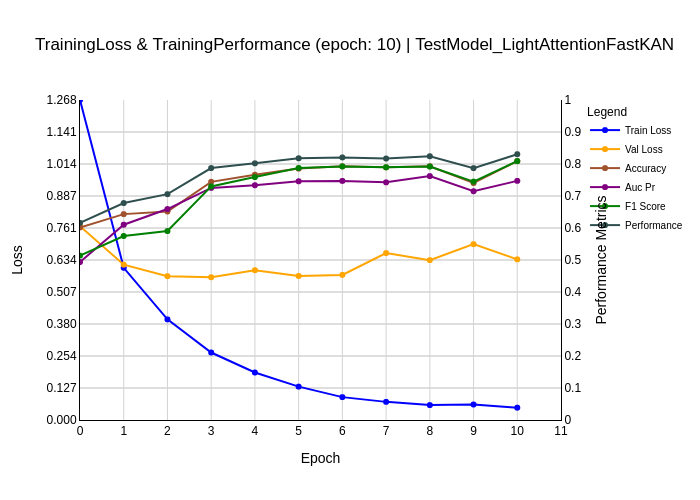 TrainingLoss & TrainingPerformance (epoch: 10) | TestModel_LightAttentionFastKAN
1.268
1.141
1.014
0.887
0.761
0.634
0.507
0.380
0.254
0.127
0.000
Loss
0 1 2 3 4 5 6 7 8 9 10 11
Epoch
1
0.9
0.8
0.7
0.6
0.5
0.4
0.3
0.2
0.1
0
Performance Metrics
Legend
Train Loss
Val Loss
Accuracy
Auc Pr
F1 Score
Performance